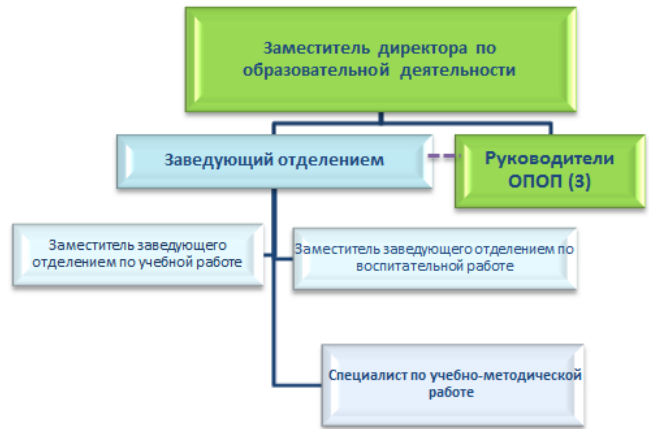 Заместитель директора по
образовательной деятельности
Заведующий отделением
Руководители
ОПОП (3)
Заместитель заведующего
отделением по учебной работе
Заместитель заведующего отделением по
воспитательной работе
Специалист по учебно-методической
работе